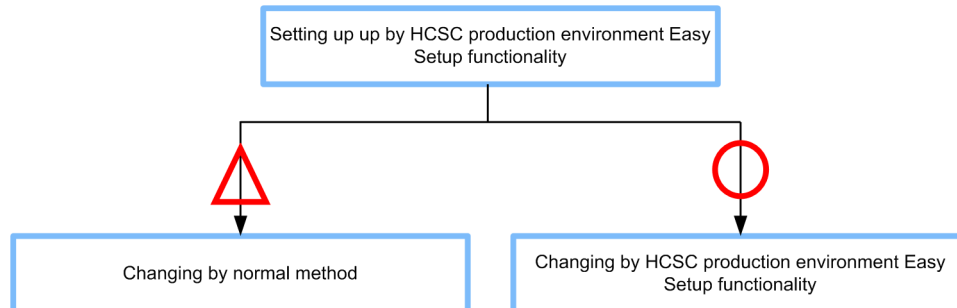 Setting up up by HCSC production environment Easy
Setup functionality
Changing by normal method
Changing by HCSC production environment Easy
Setup functionality